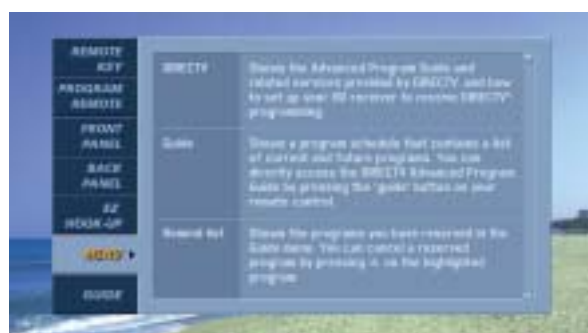 REMOTE
KEY
PROGRAM
REMOTE
FRONT
PANEL
BACK
PANEL
EZ
HOOK-UP
MENU
GUIDE
DIRECTV
Shows the Advanced Program Guide and
related services provided by DIRECTV, and how
to set up your receiver to receive DIRECTV
programming.
Guide
Shows a program schedule that contains a list
of current and future programs. You can
directly access the DIRECTV Advanced Program
Guide by pressing the "guide" button on your
remote control.
Shows the programs you have reserved in the
Guide menu. You can cancel a reserved
program by pressing on the highlighted
program.